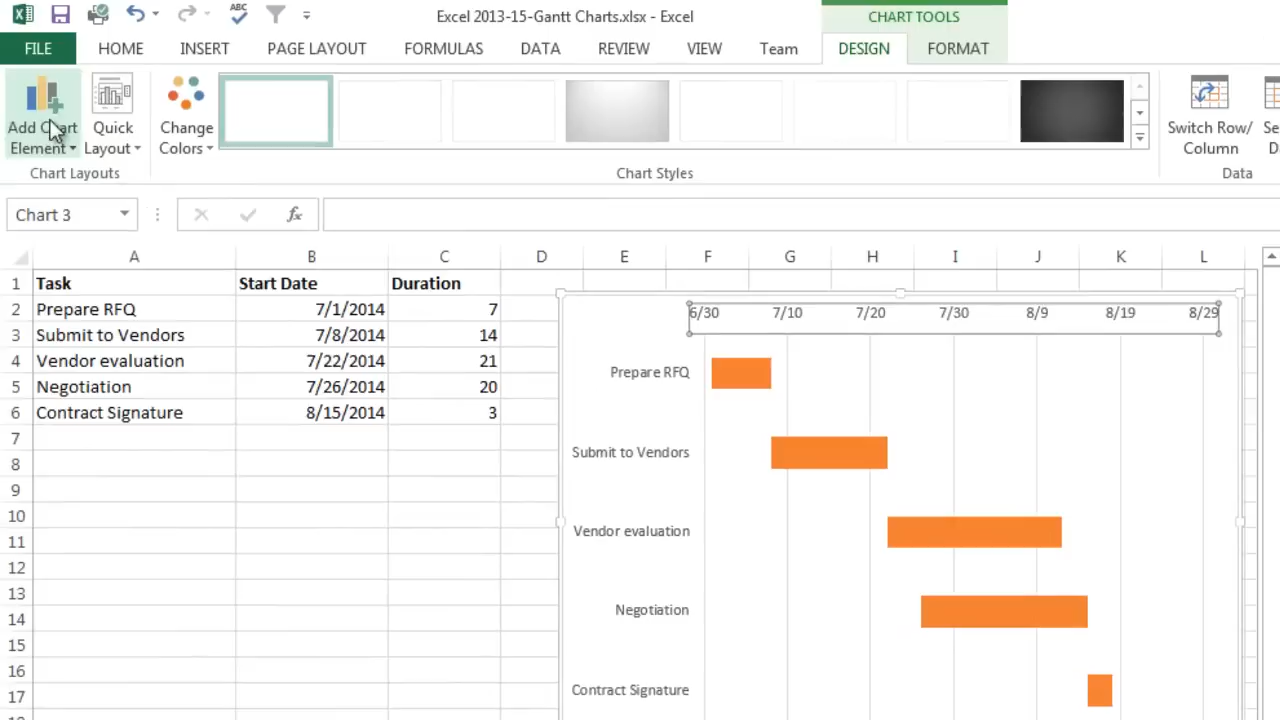 ABC
Excel 2013-15-Gantt Charts.xlsx - Excel
CHART TOOLS
FILE HOME INSERT PAGE LAYOUT FORMULAS DATA REVIEW VIEW Team DESIGN FORMAT
Add Chart Element
Quick Layout
Change Colors
Switch Row/
Column
Se
D
Chart Layouts
Chart Styles
Data
Chart 3
fx
A B C D E F G H I J K L
1 Task Start Date Duration
2 Prepare RFQ 7/1/2014 7
3 Submit to Vendors 7/8/2014 14
4 Vendor evaluation 7/22/2014 21
5 Negotiation 7/26/2014 20
6 Contract Signature 8/15/2014 3
7
8
9
10
11
12
13
14
15
16
17
6/30 7/10 7/20 7/30 8/9 8/19 8/29
Prepare RFQ
Submit to Vendors
Vendor evaluation
Negotiation
Contract Signature